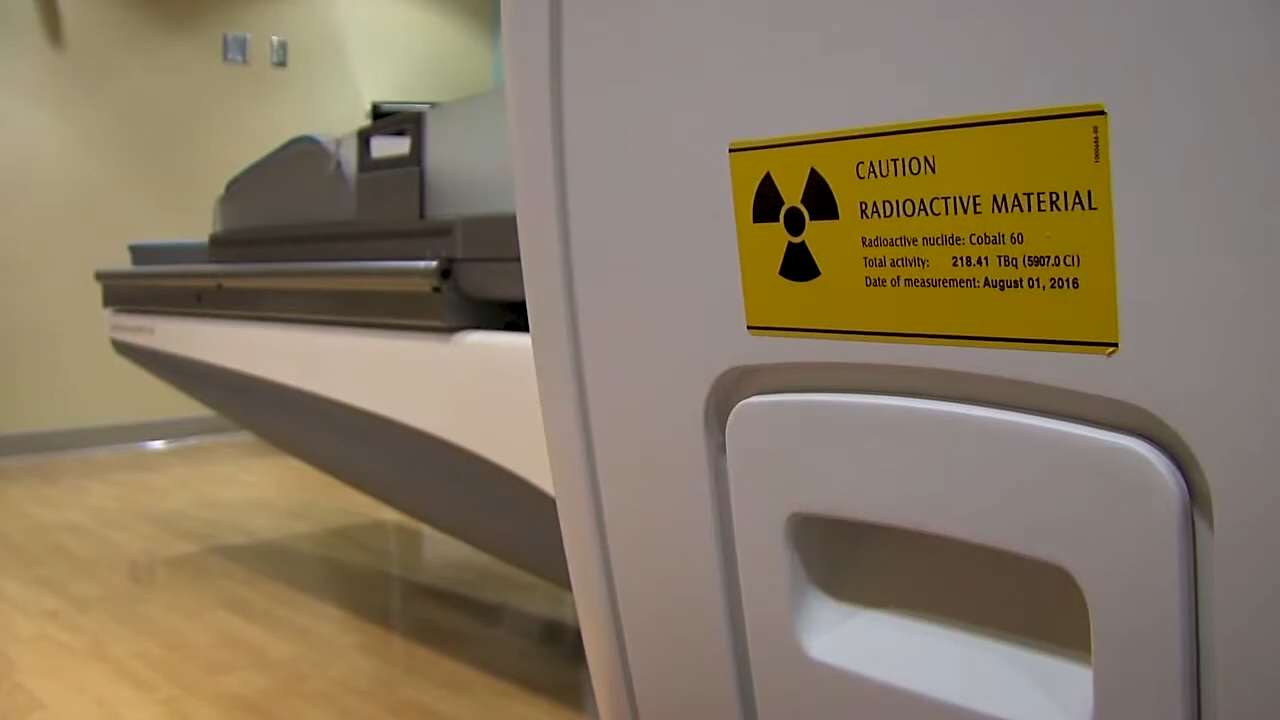 CAUTION
RADIOACTIVE MATERIAL
Radioactive nuclide: Cobalt 60
Total activity: 218.41 TBq (5907.0 CI)
Date of measurement: August 01, 2016